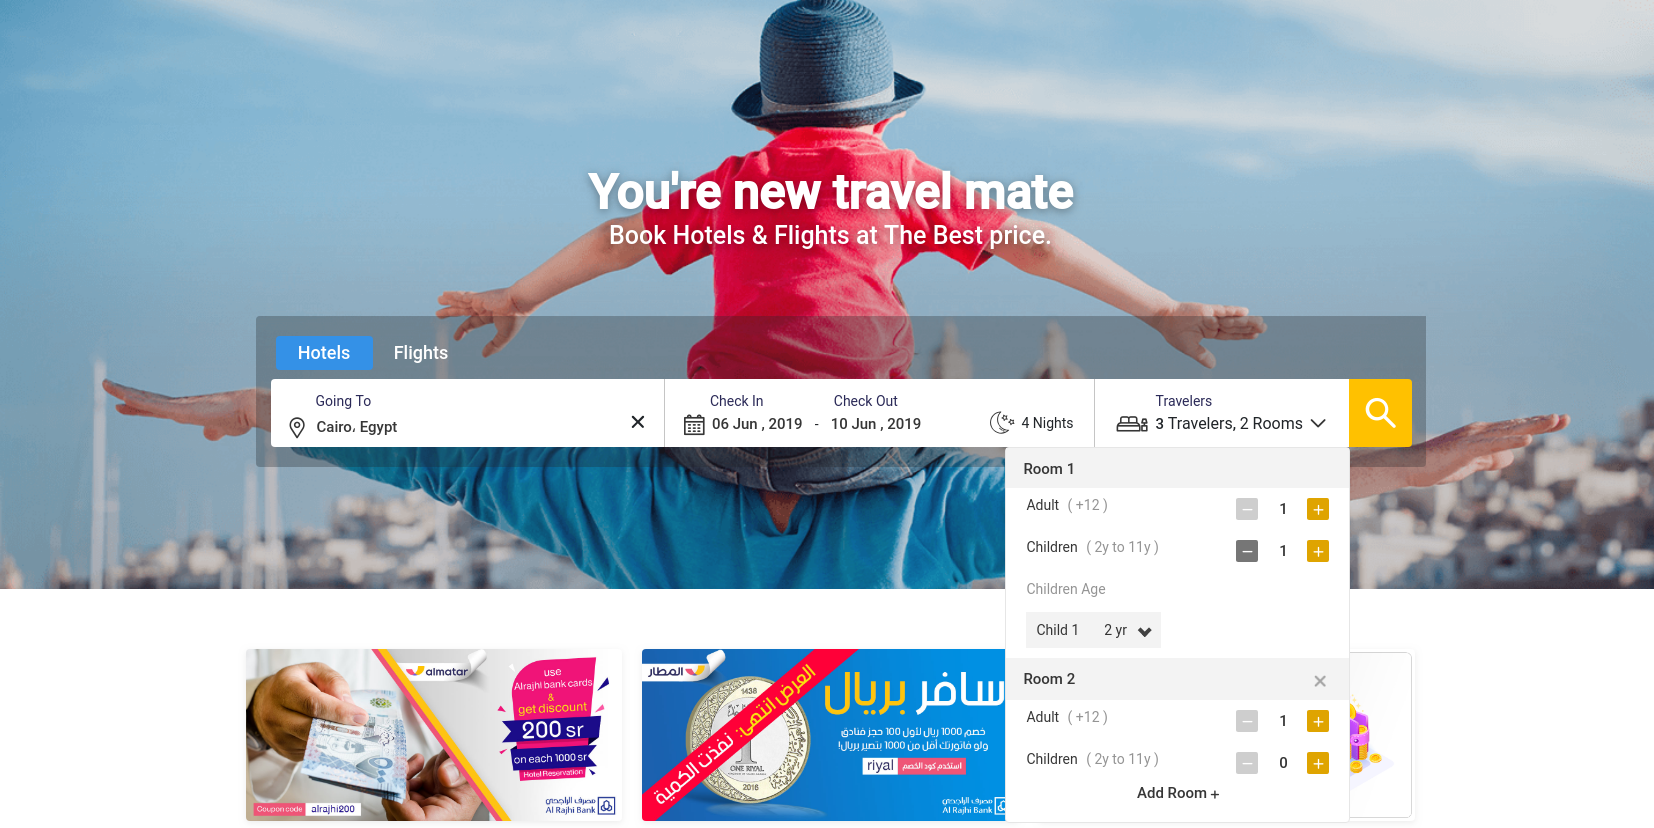 You're new travel mate
Book Hotels & Flights at The Best price.
Hotels
Flights
Going To
Cairo، Egypt
Check In
Check Out
06 Jun , 2019 - 10 Jun , 2019
4 Nights
Travelers
3 Travelers, 2 Rooms
Room 1
Adult ( +12 )
1
Children ( 2y to 11y )
1
Children Age
Child 1 2 yr
Room 2
Adult ( +12 )
1
Children ( 2y to 11y )
0
Add Room +
almatar
use
Alrajhi bank cards
&
get discount
200 sr
on each 1000 sr
Hotel Reservation
Coupon code alrajhi200
مصرف الراجحي
Al Rajhi Bank
المطار
العرض انتهى: نفذت الكمية
سافر بريال
خصم 1000 ريال لأول 100 حجز فنادق
ولو فاتورتك أقل من 1000 بتصير بريال!
استخدم كود الخصم riyal
1438
1
ONE RIYAL
2016
مصرف الراجحي
Al Rajhi Bank